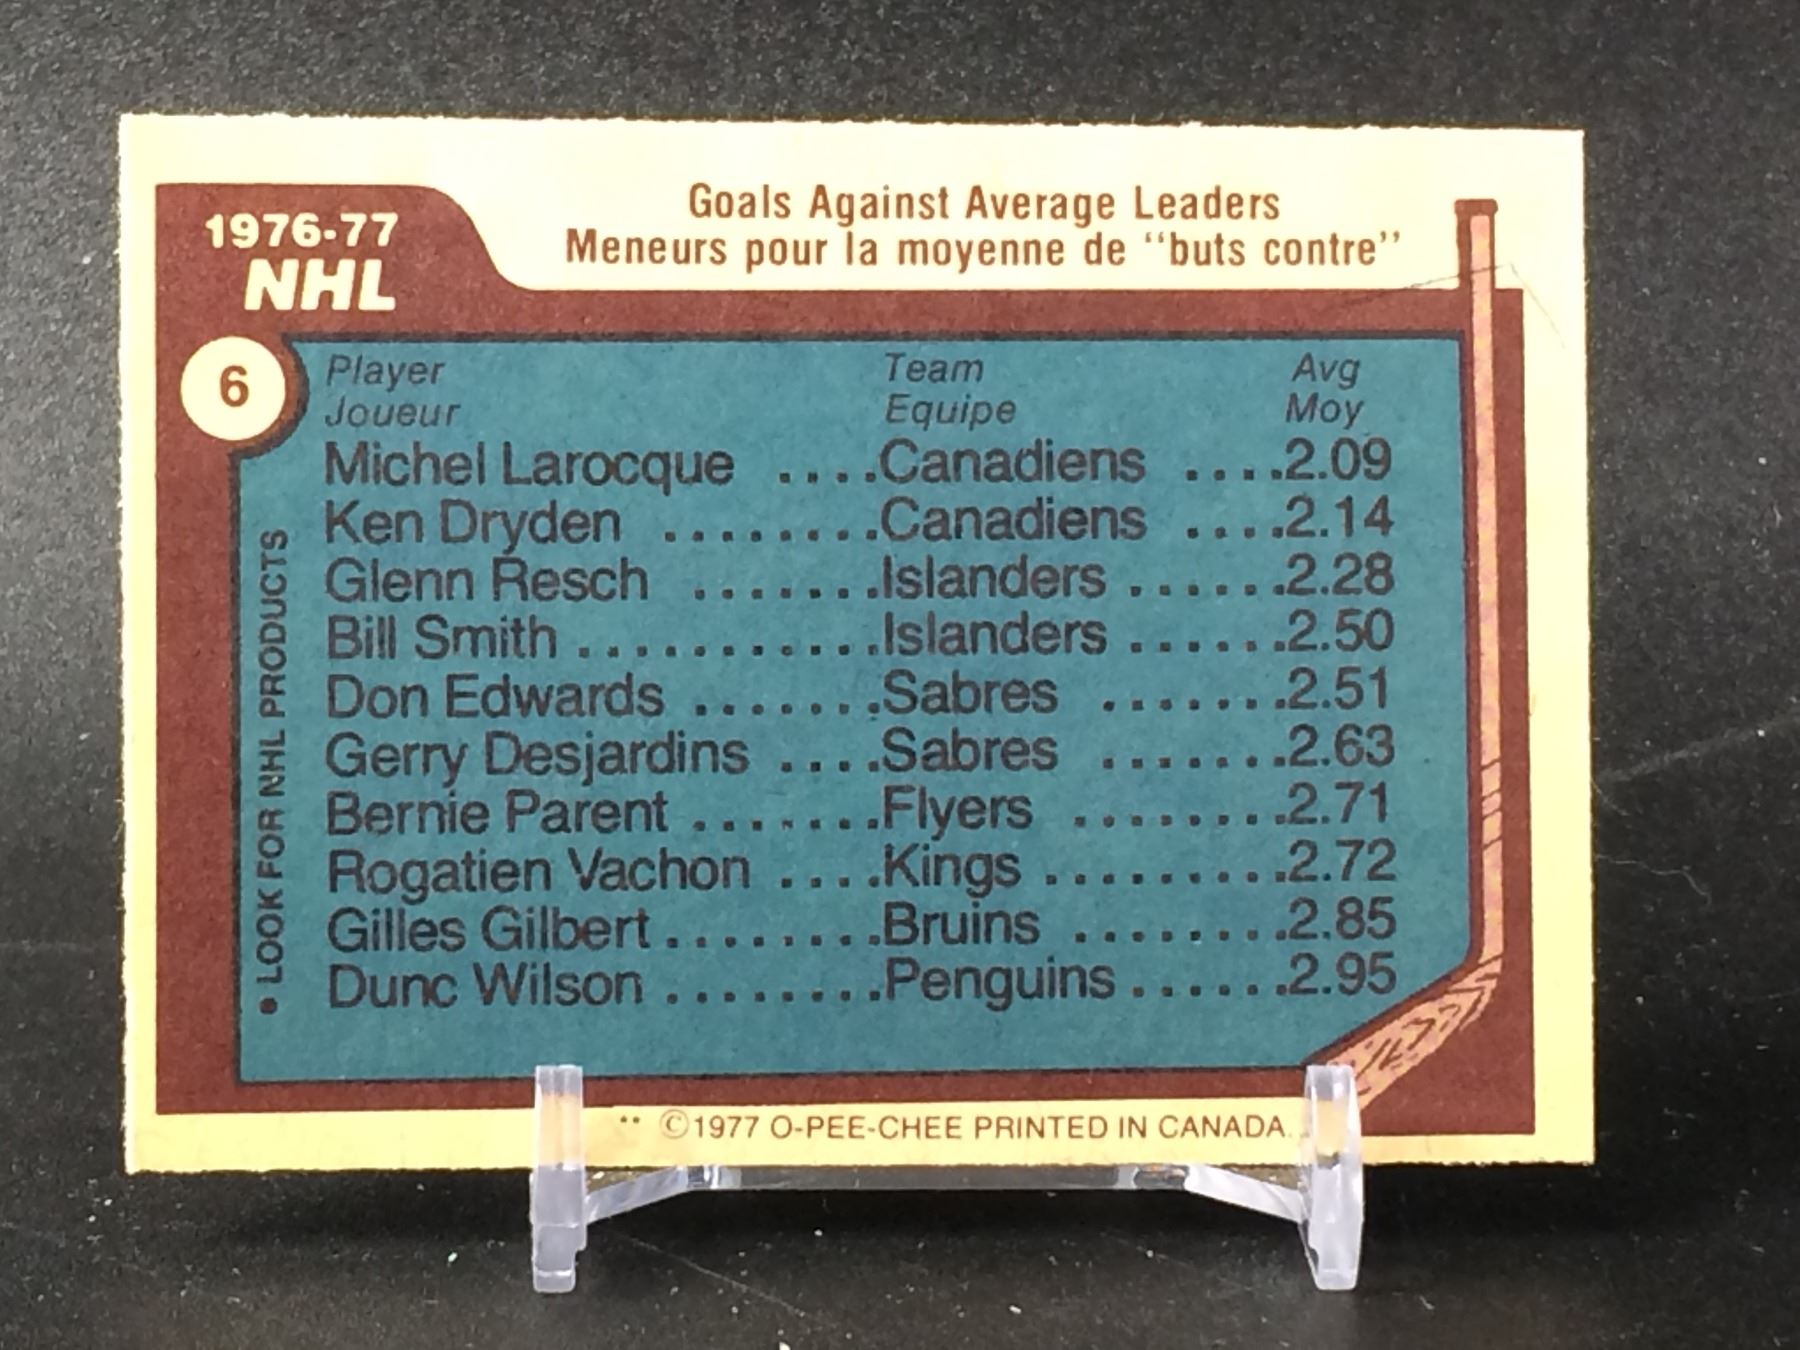 1976-77
NHL
Goals Against Average Leaders
Meneurs pour la moyenne de "buts contre"
6
Player Team Avg
Joueur Equipe Moy
Michel Larocque ....Canadiens ....2.09
Ken Dryden ........Canadiens ....2.14
Glenn Resch .......Islanders ......2.28
Bill Smith ...........Islanders ......2.50
Don Edwards .......Sabres .......2.51
Gerry Desjardins ....Sabres .......2.63
Bernie Parent .......Flyers ........2.71
Rogatien Vachon ....Kings .........2.72
Gilles Gilbert ........Bruins ........2.85
Dunc Wilson ........Penguins ......2.95
• LOOK FOR NHL PRODUCTS
** ©1977 O-PEE-CHEE PRINTED IN CANADA.